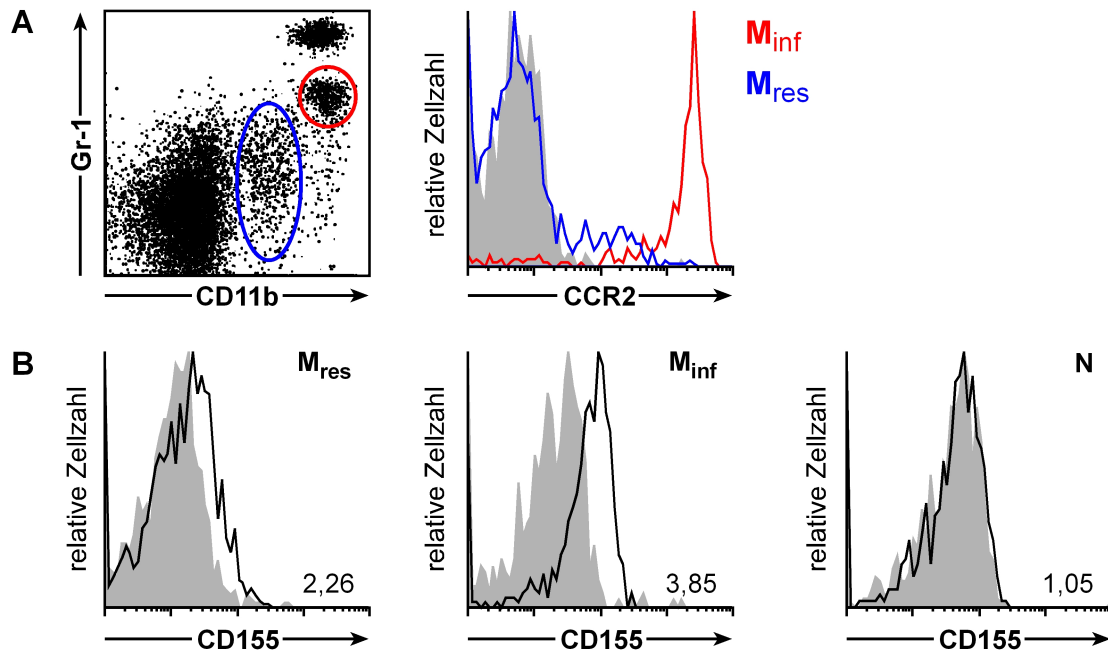 A
Gr-1
CD11b
relative Zellzahl
CCR2
Minf
Mres
B
relative Zellzahl
Mres
2,26
CD155
relative Zellzahl
Minf
3,85
CD155
relative Zellzahl
N
1,05
CD155